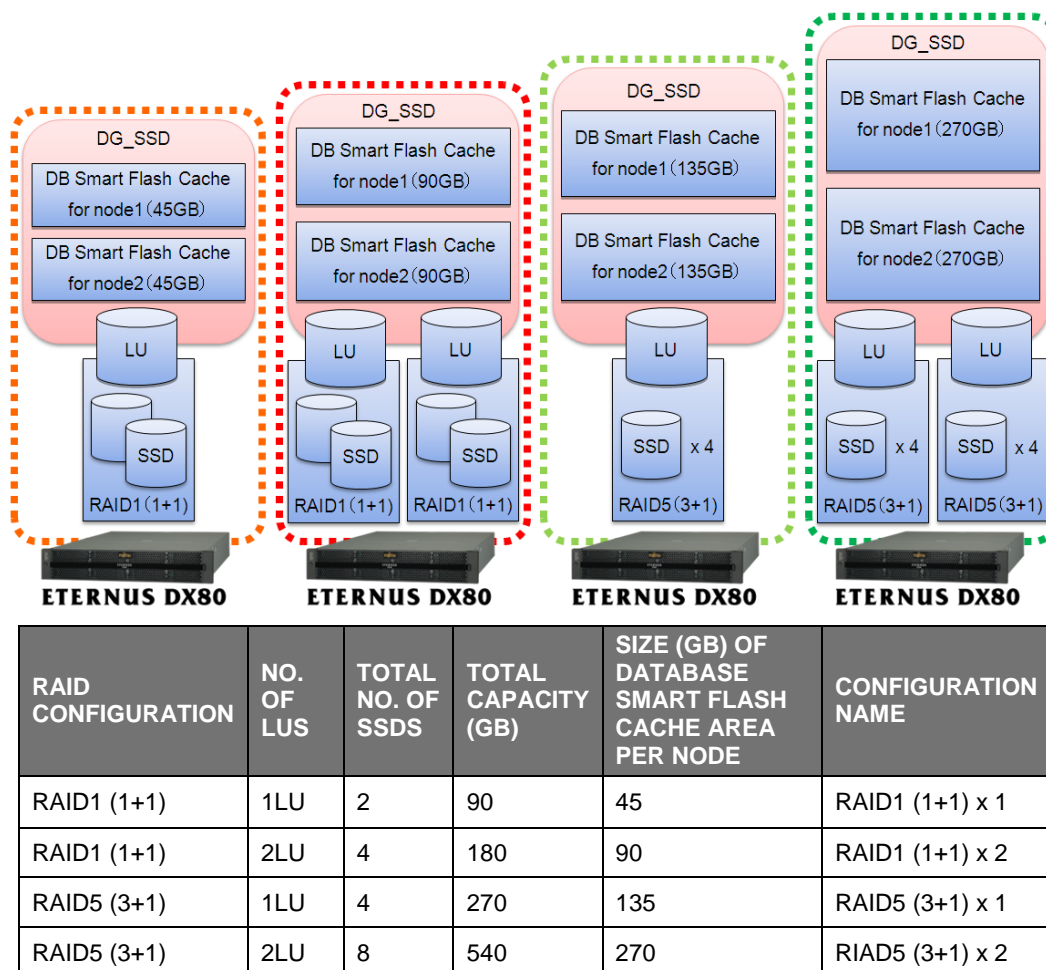 DG_SSD
DB Smart Flash Cache
for node1(45GB)
DB Smart Flash Cache
for node2(45GB)
LU
SSD
RAID1(1+1)
ETERNUS DX80
DG_SSD
DB Smart Flash Cache
for node1(90GB)
DB Smart Flash Cache
for node2(90GB)
LU
LU
SSD
SSD
RAID1(1+1)
RAID1(1+1)
ETERNUS DX80
DG_SSD
DB Smart Flash Cache
for node1(135GB)
DB Smart Flash Cache
for node2(135GB)
LU
SSD x 4
RAID5(3+1)
ETERNUS DX80
DG_SSD
DB Smart Flash Cache
for node1(270GB)
DB Smart Flash Cache
for node2(270GB)
LU
LU
SSD x 4
SSD x 4
RAID5(3+1)
RAID5(3+1)
ETERNUS DX80
RAID
CONFIGURATION
NO.
OF
LUS
TOTAL
NO. OF
SSDS
TOTAL
CAPACITY
(GB)
SIZE (GB) OF
DATABASE
SMART FLASH
CACHE AREA
PER NODE
CONFIGURATION
NAME
RAID1 (1+1) 1LU 2 90 45 RAID1 (1+1) x 1
RAID1 (1+1) 2LU 4 180 90 RAID1 (1+1) x 2
RAID5 (3+1) 1LU 4 270 135 RAID5 (3+1) x 1
RAID5 (3+1) 2LU 8 540 270 RIAD5 (3+1) x 2